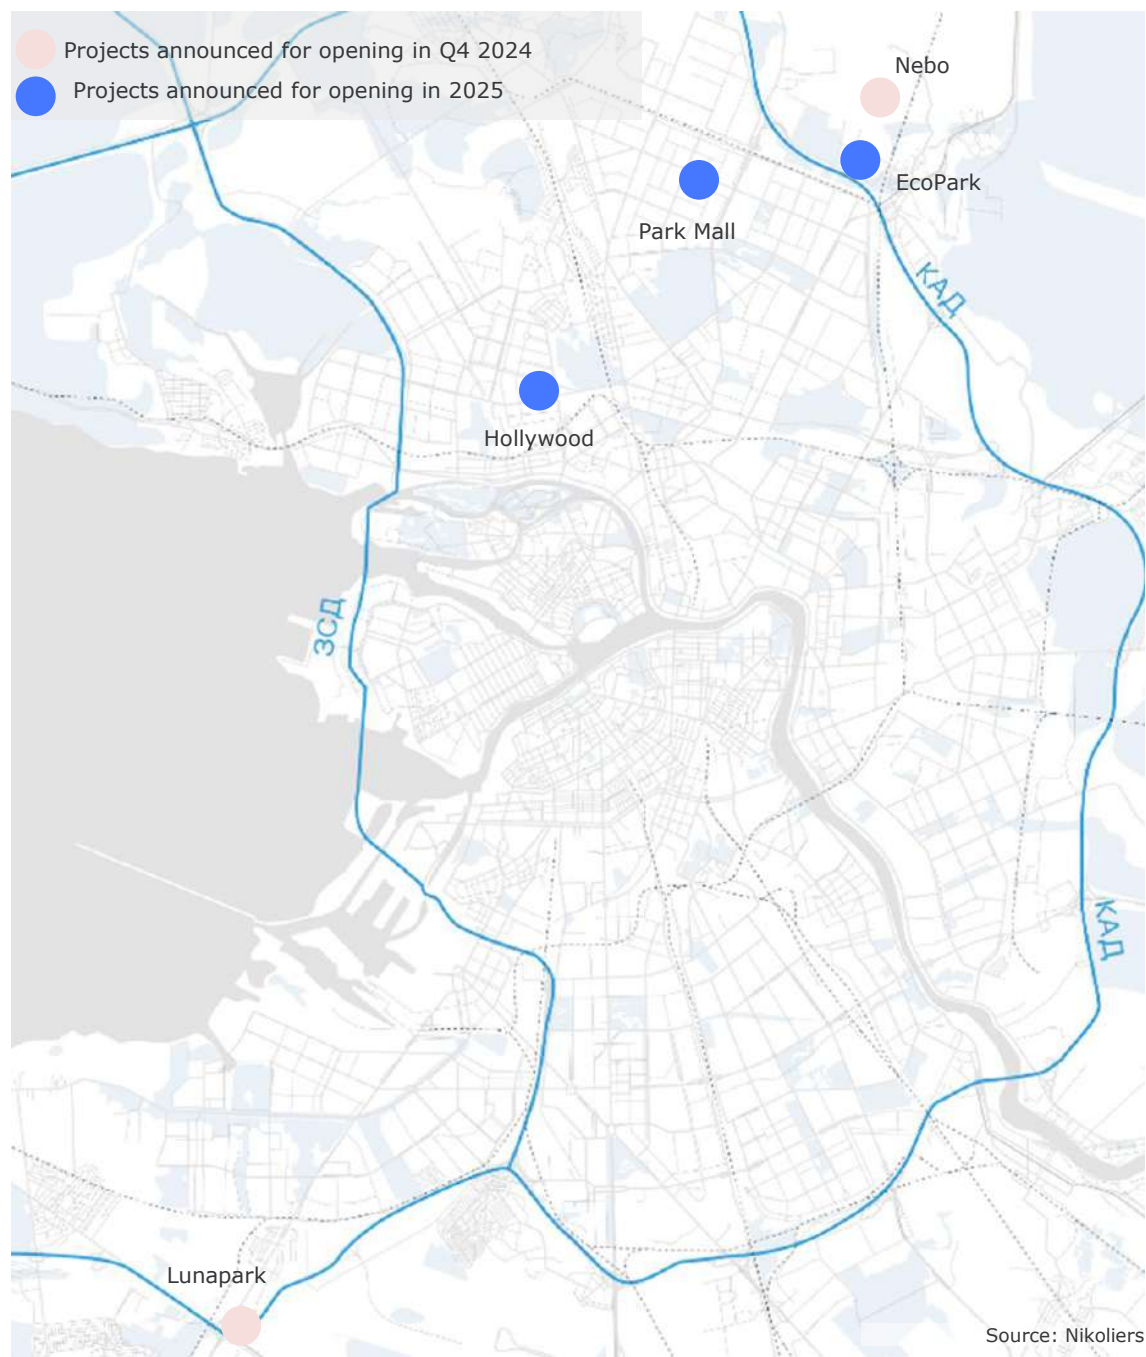 Projects announced for opening in Q4 2024
Projects announced for opening in 2025
Nebo
EcoPark
Park Mall
КАД
Hollywood
ЗСД
КАД
Lunapark
Source: Nikoliers